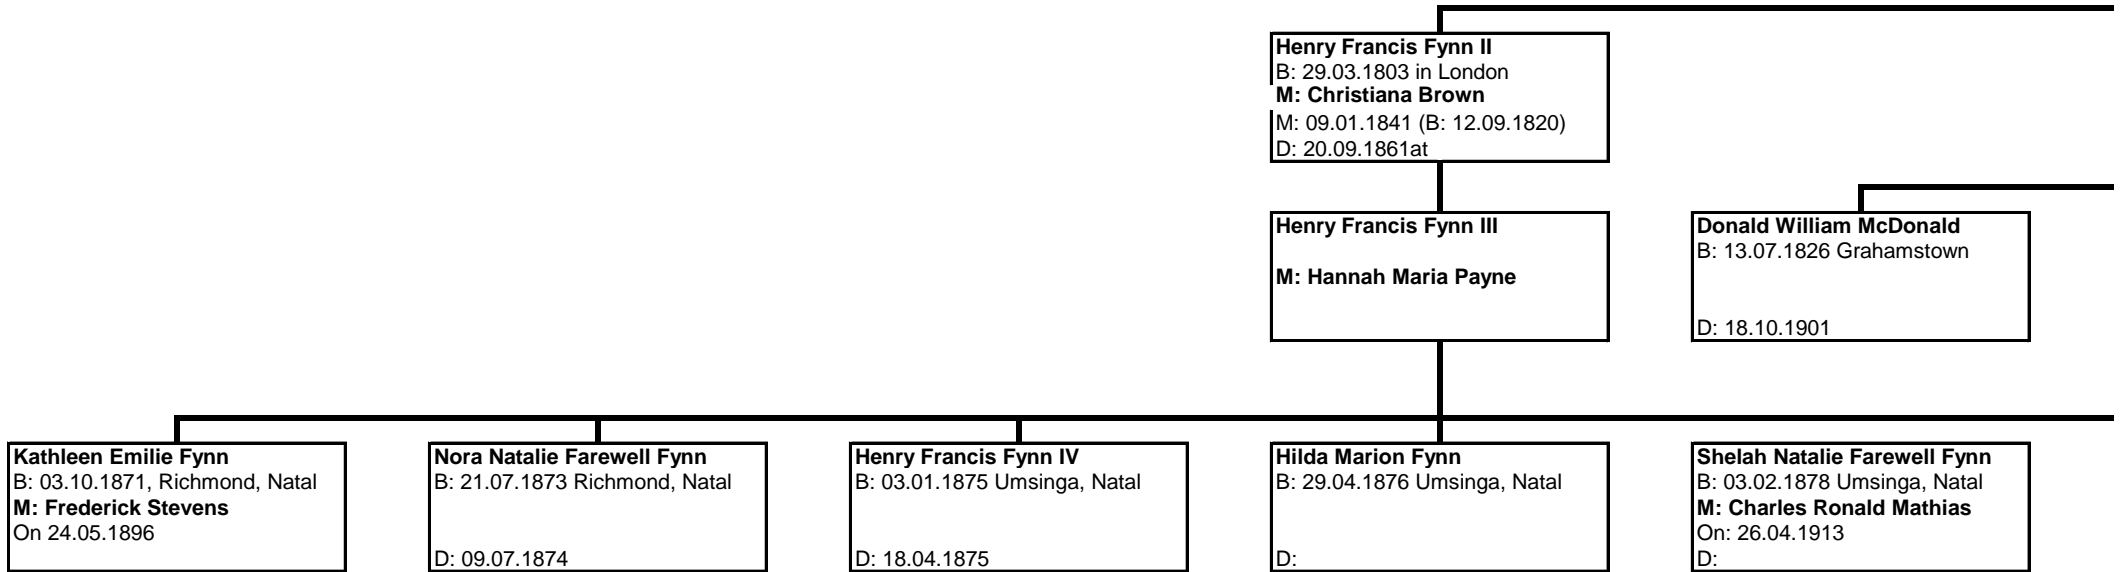 Henry Francis Fynn II
B: 29.03.1803 in London
M: Christiana Brown
M: 09.01.1841 (B: 12.09.1820)
D: 20.09.1861at
Henry Francis Fynn III
M: Hannah Maria Payne
Donald William McDonald
B: 13.07.1826 Grahamstown
D: 18.10.1901
Kathleen Emilie Fynn
B: 03.10.1871, Richmond, Natal
M: Frederick Stevens
On 24.05.1896
Nora Natalie Farewell Fynn
B: 21.07.1873 Richmond, Natal
D: 09.07.1874
Henry Francis Fynn IV
B: 03.01.1875 Umsinga, Natal
D: 18.04.1875
Hilda Marion Fynn
B: 29.04.1876 Umsinga, Natal
D:
Shelah Natalie Farewell Fynn
B: 03.02.1878 Umsinga, Natal
M: Charles Ronald Mathias
On: 26.04.1913
D: